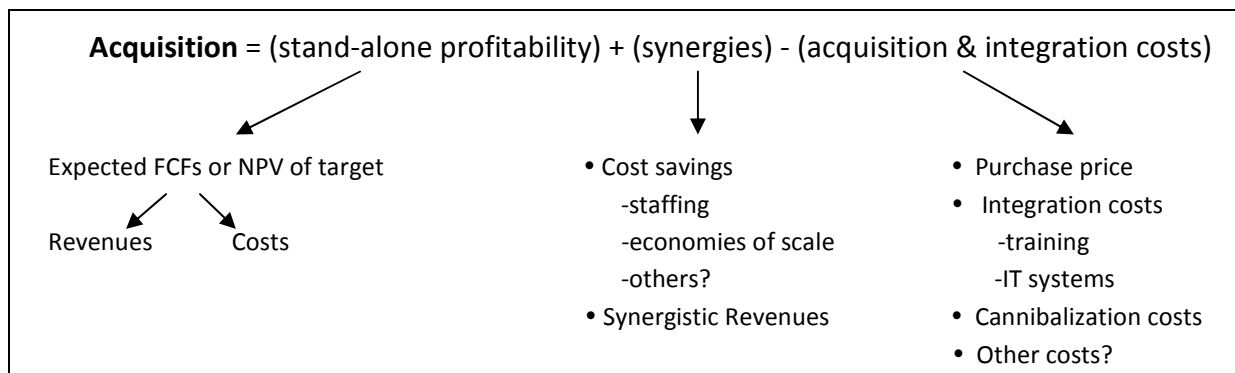 Acquisition = (stand-alone profitability) + (synergies) - (acquisition & integration costs)
Expected FCFs or NPV of target
Revenues Costs
• Cost savings
-staffing
-economies of scale
-others?
• Synergistic Revenues
• Purchase price
• Integration costs
-training
-IT systems
• Cannibalization costs
• Other costs?